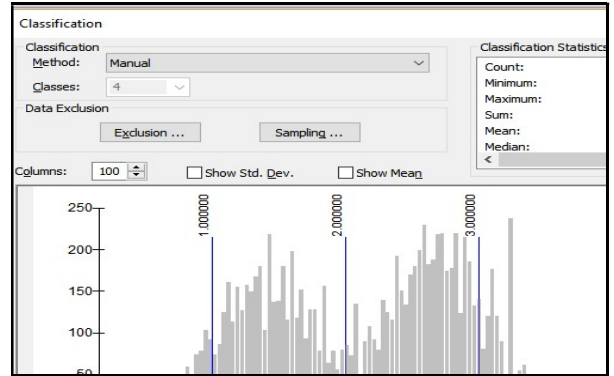 Classification
Classification
Method: Manual
Classes: 4
Data Exclusion
Exclusion ...
Sampling ...
Classification Statistics
Count:
Minimum:
Maximum:
Sum:
Mean:
Median:
Columns: 100
Show Std. Dev.
Show Mean
1.000000
2.000000
3.000000
250
200
150
100
50